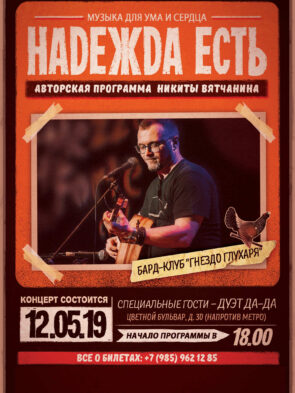 МУЗЫКА ДЛЯ УМА И СЕРДЦА
НАДЕЖДА ЕСТЬ
АВТОРСКАЯ ПРОГРАММА НИКИТЫ ВЯТЧАНИНА
БАРД-КЛУБ "ГНЕЗДО ГЛУХАРЯ"
КОНЦЕРТ СОСТОИТСЯ
12.05.19
СПЕЦИАЛЬНЫЕ ГОСТИ – ДУЭТ ДА-ДА
ЦВЕТНОЙ БУЛЬВАР, Д. 30 (НАПРОТИВ МЕТРО)
НАЧАЛО ПРОГРАММЫ В 18.00
ВСЕ О БИЛЕТАХ: +7 (985) 962 12 85